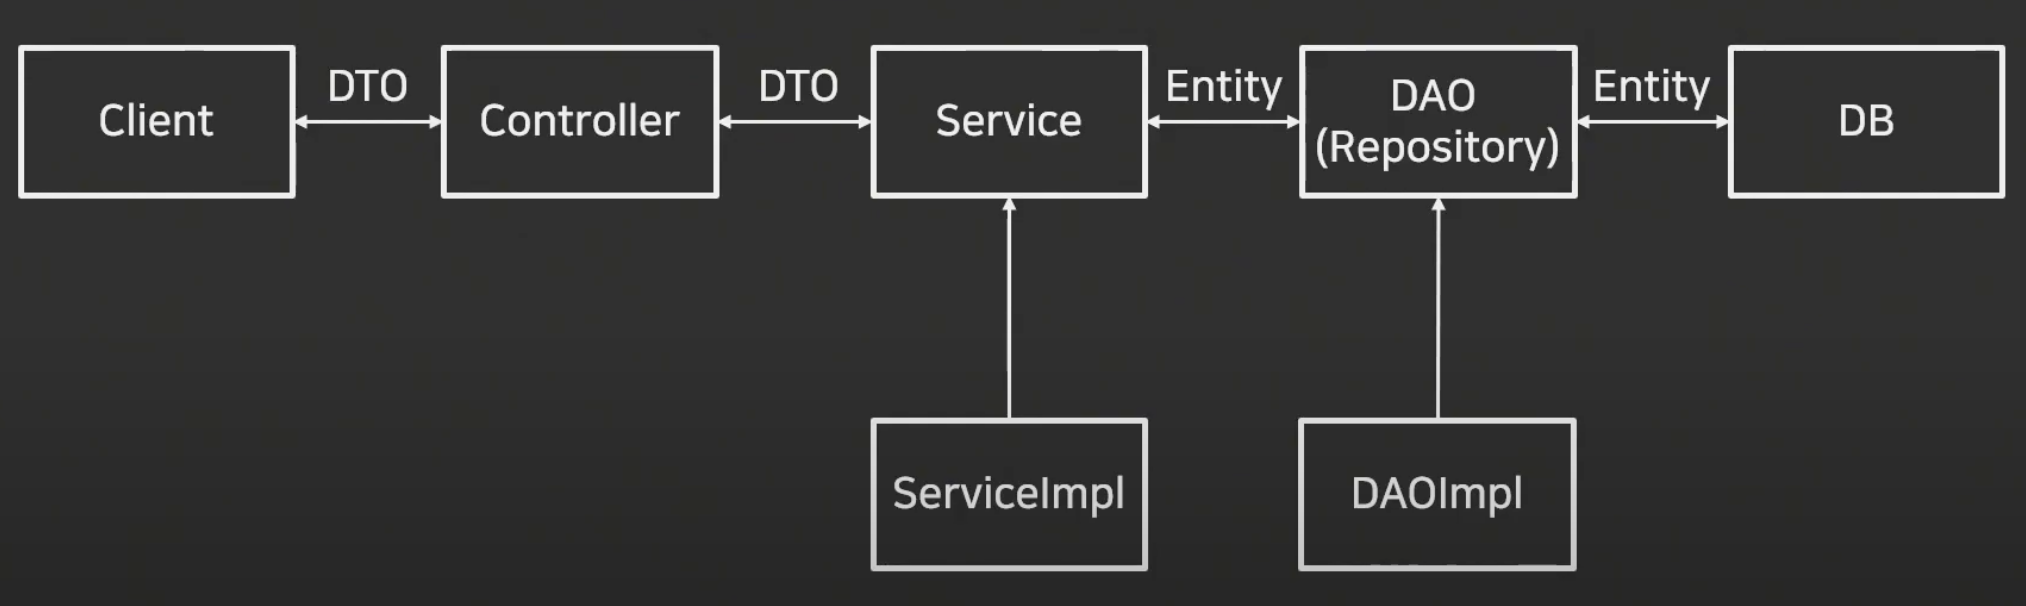 Client
DTO
Controller
DTO
Service
Entity
DAO
(Repository)
Entity
DB
ServiceImpl
DAOImpl